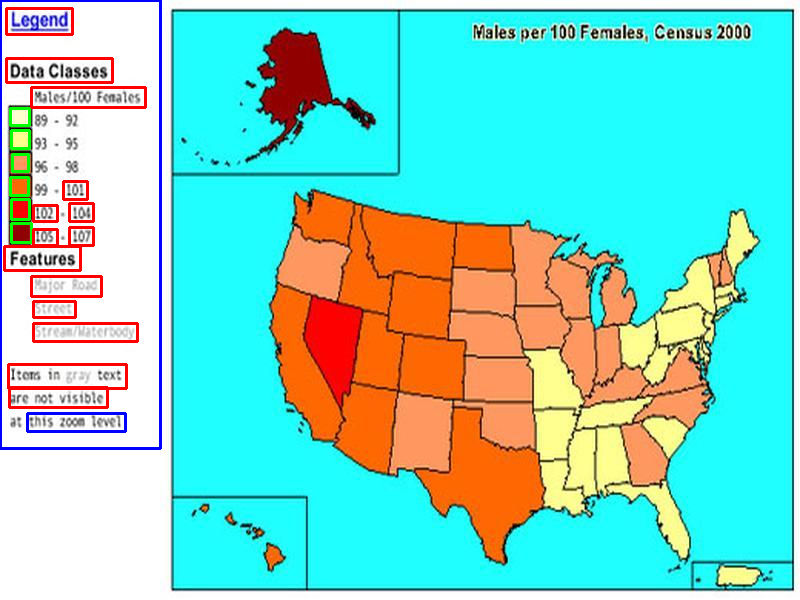 Legend
Males per 100 Females, Census 2000
Data Classes
Males/100 Females
89 - 92
93 - 95
96 - 98
99 - 101
102 - 104
105 - 107
Features
Major Road
Street
Stream/Waterbody
Items in gray text
are not visible
at this zoom level